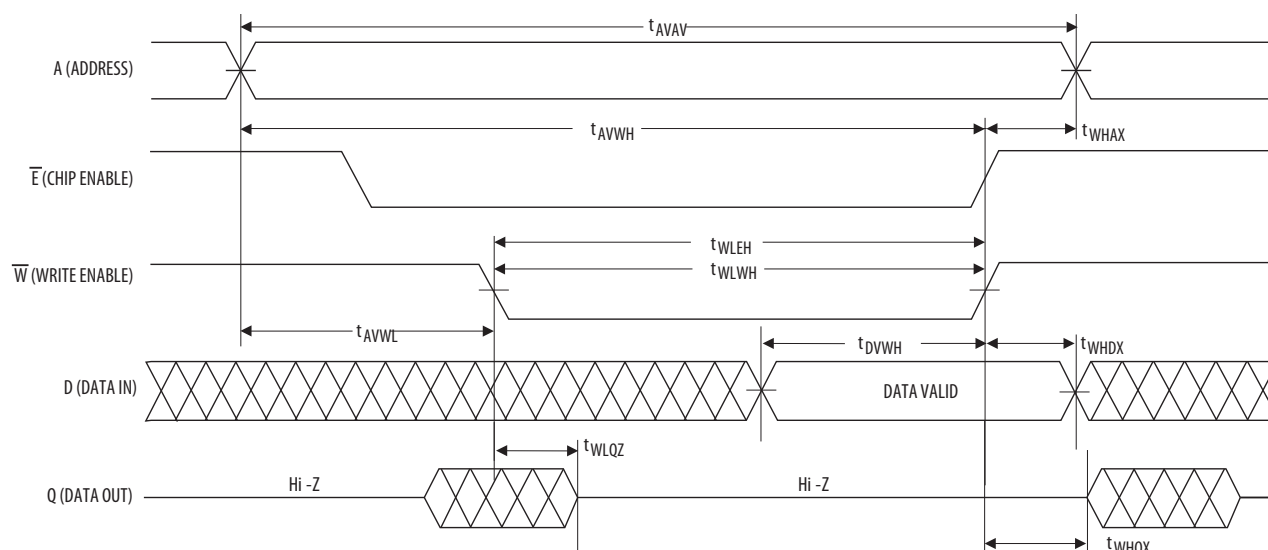 tAVAV
A (ADDRESS)
tAVWH
tWHAX
E (CHIP ENABLE)
tWLEH
tWLWH
W (WRITE ENABLE)
tAVWL
tDVWH
tWHDX
D (DATA IN)
DATA VALID
tWLQZ
Hi -Z
Hi -Z
Q (DATA OUT)
tWHQX